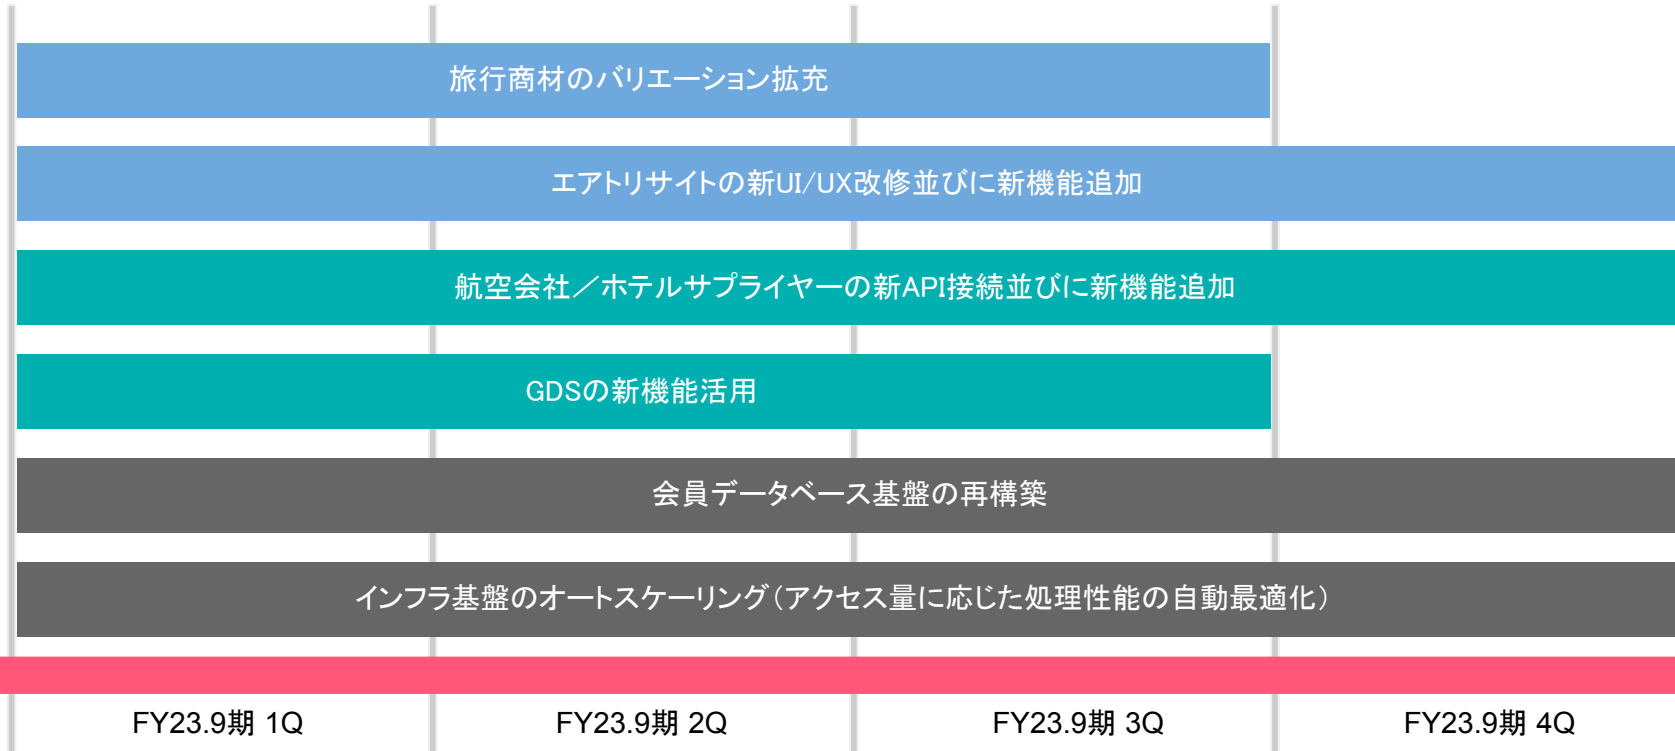 旅行商材のバリエーション拡充
エアトリサイトの新UI/UX改修並びに新機能追加
航空会社／ホテルサプライヤーの新API接続並びに新機能追加
GDSの新機能活用
会員データベース基盤の再構築
インフラ基盤のオートスケーリング（アクセス量に応じた処理性能の自動最適化）
FY23.9期 1Q
FY23.9期 2Q
FY23.9期 3Q
FY23.9期 4Q